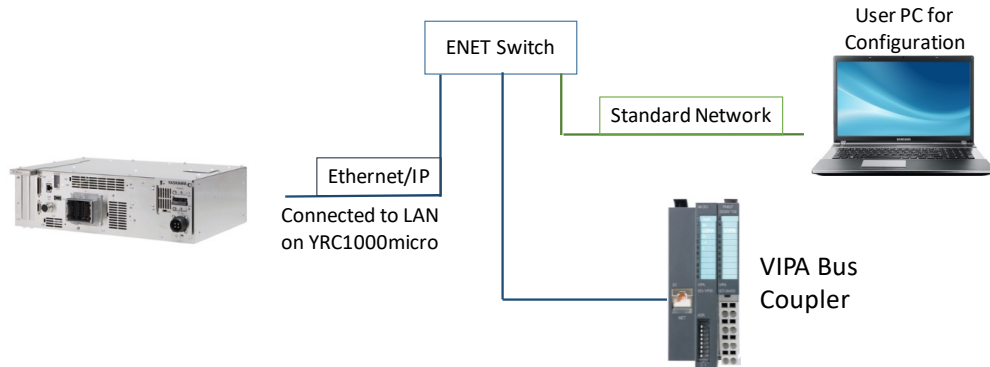 User PC for
Configuration
ENET Switch
Standard Network
Ethernet/IP
Connected to LAN
on YRC1000micro
VIPA Bus
Coupler